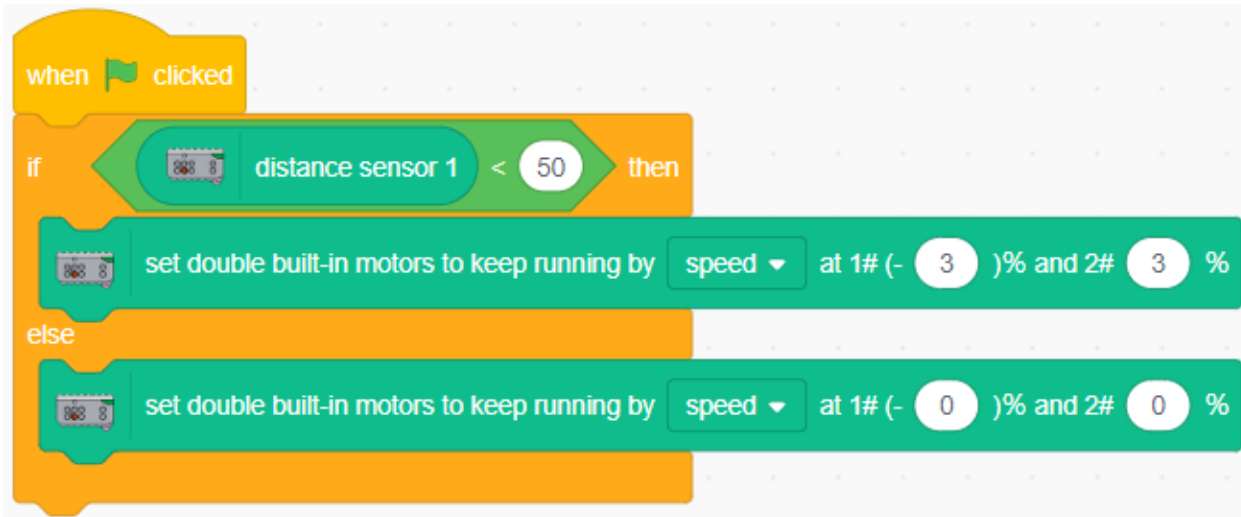 when clicked
if distance sensor 1 < 50 then
set double built-in motors to keep running by speed at 1# (- 3 )% and 2# 3 %
else
set double built-in motors to keep running by speed at 1# (- 0 )% and 2# 0 %